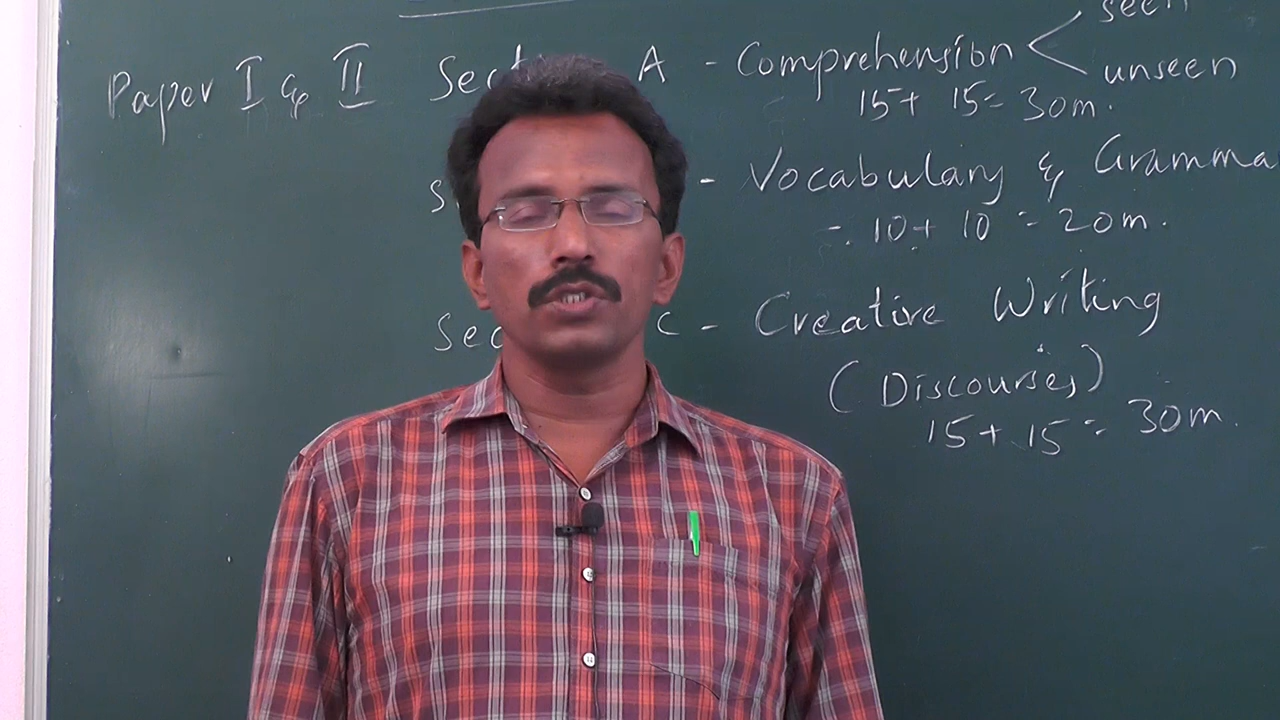 seen
Paper I & II Sect A - Comprehension < unseen
15 + 15 = 30m.
S - Vocabulary & Gramma
∴ 10 + 10 = 20m.
Sec C - Creative Writing
(Discourses)
15 + 15 = 30m.